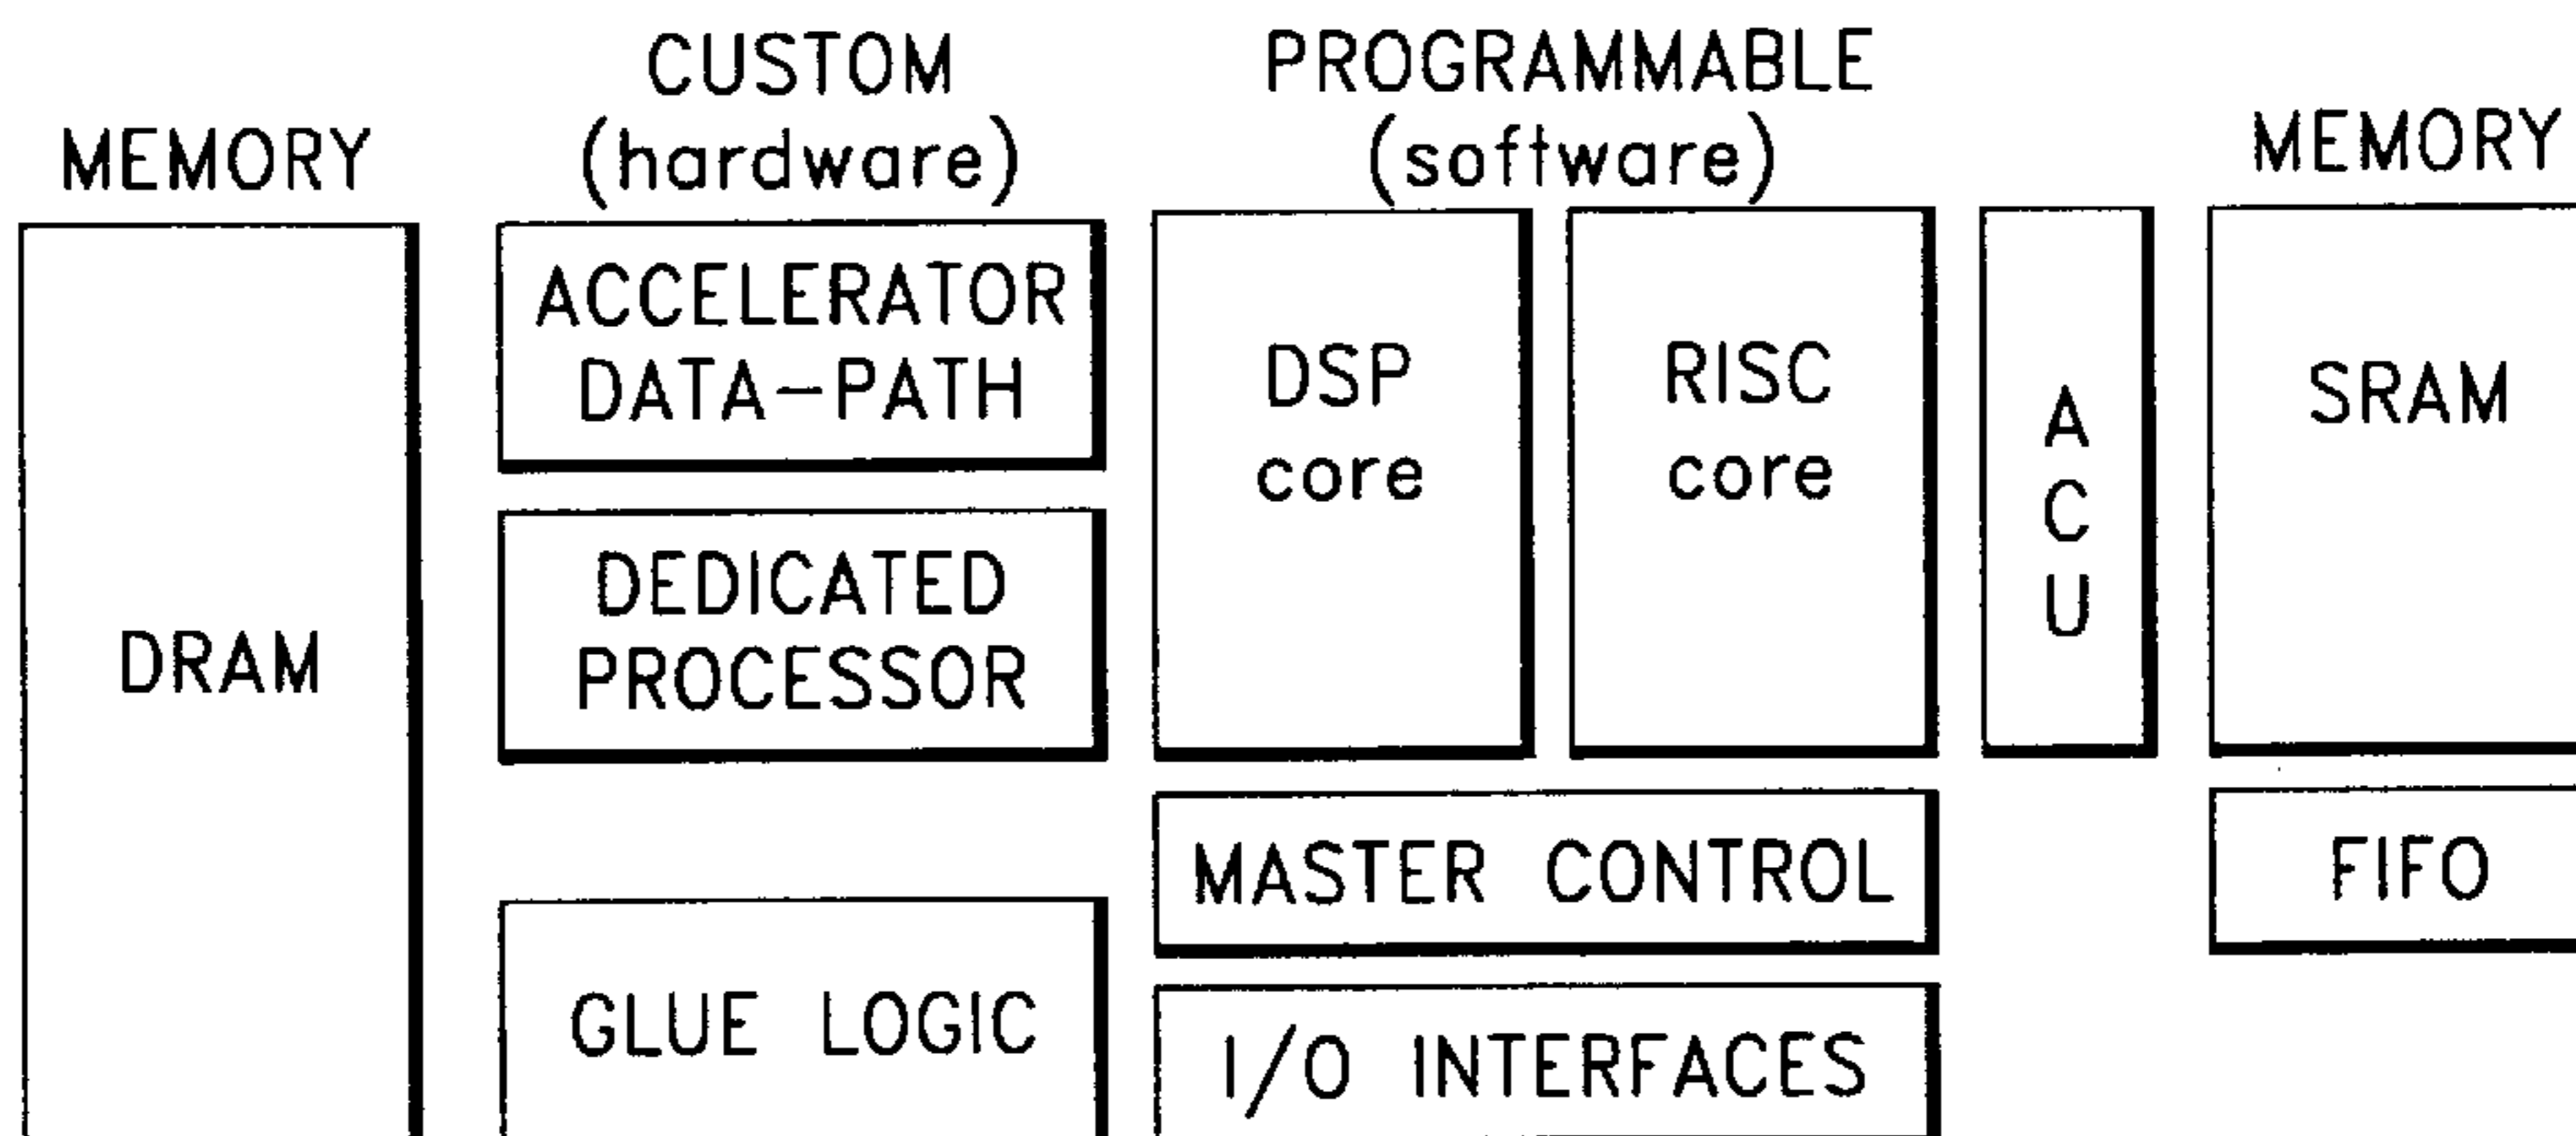 MEMORY
CUSTOM
(hardware)
PROGRAMMABLE
(software)
MEMORY
DRAM
ACCELERATOR
DATA-PATH
DEDICATED
PROCESSOR
GLUE LOGIC
DSP
core
RISC
core
MASTER CONTROL
I/O INTERFACES
A
C
U
SRAM
FIFO